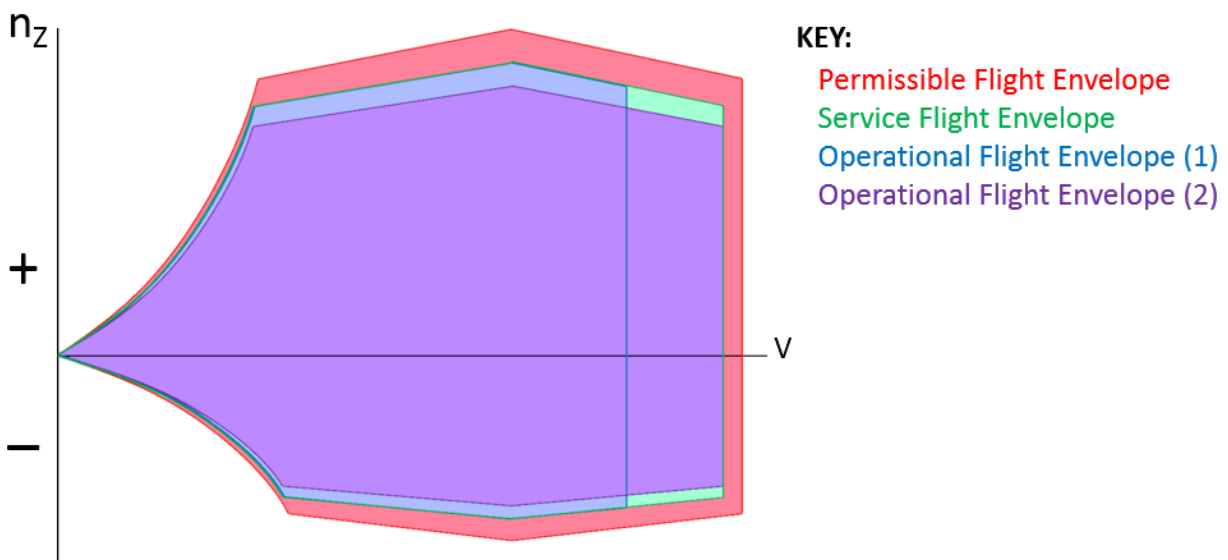 nZ
KEY:
Permissible Flight Envelope
Service Flight Envelope
Operational Flight Envelope (1)
Operational Flight Envelope (2)
+
V
−